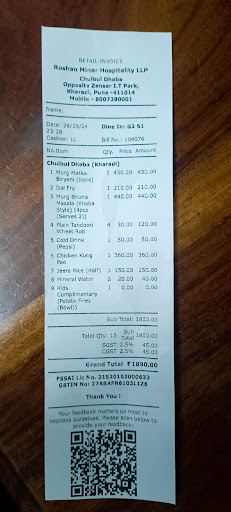 RETAIL INVOICE
Roshan Minar Hospitality LLP
Chulbul Dhaba
Opposite Zensar I.T Park,
Kharadi, Pune -411014
Mobile - 8007380001
Name:
Date: 28/09/24 Dine In: G2 S1
23:28
Cashier: LL Bill No.: 104076
No.Item Qty. Price Amount
Chulbul Dhaba (Kharadi)
1 Murg Matka 1 430.00 430.00
Biryani (bone)
2 Dal Fry 1 210.00 210.00
3 Murg Bhuna 1 440.00 440.00
Masala (dhaba
Style) (4pcs
(Serves 2)]
4 Plain Tandoori 4 30.00 120.00
Wheat Roti
5 Cold Drink 1 50.00 50.00
(Pepsi)
6 Chicken Kung 1 360.00 360.00
Pao
7 Jeera Rice (Half) 1 150.00 150.00
8 Mineral Water 2 20.00 40.00
9 Kids 1 0.00 0.00
Complimentary
(Potato Fries
(Bowl))
Sub Total: 1800.00
Total Qty: 13 Sub Total 1800.00
SGST 2.5% 45.00
CGST 2.5% 45.00
Grand Total ₹1890.00
FSSAI Lic No. 21520162000633
GSTIN No: 27ABAFR6103L1Z6
Thank You !
Your feedback matters us most to
improve ourselves. Please scan below to
provide your feedback: